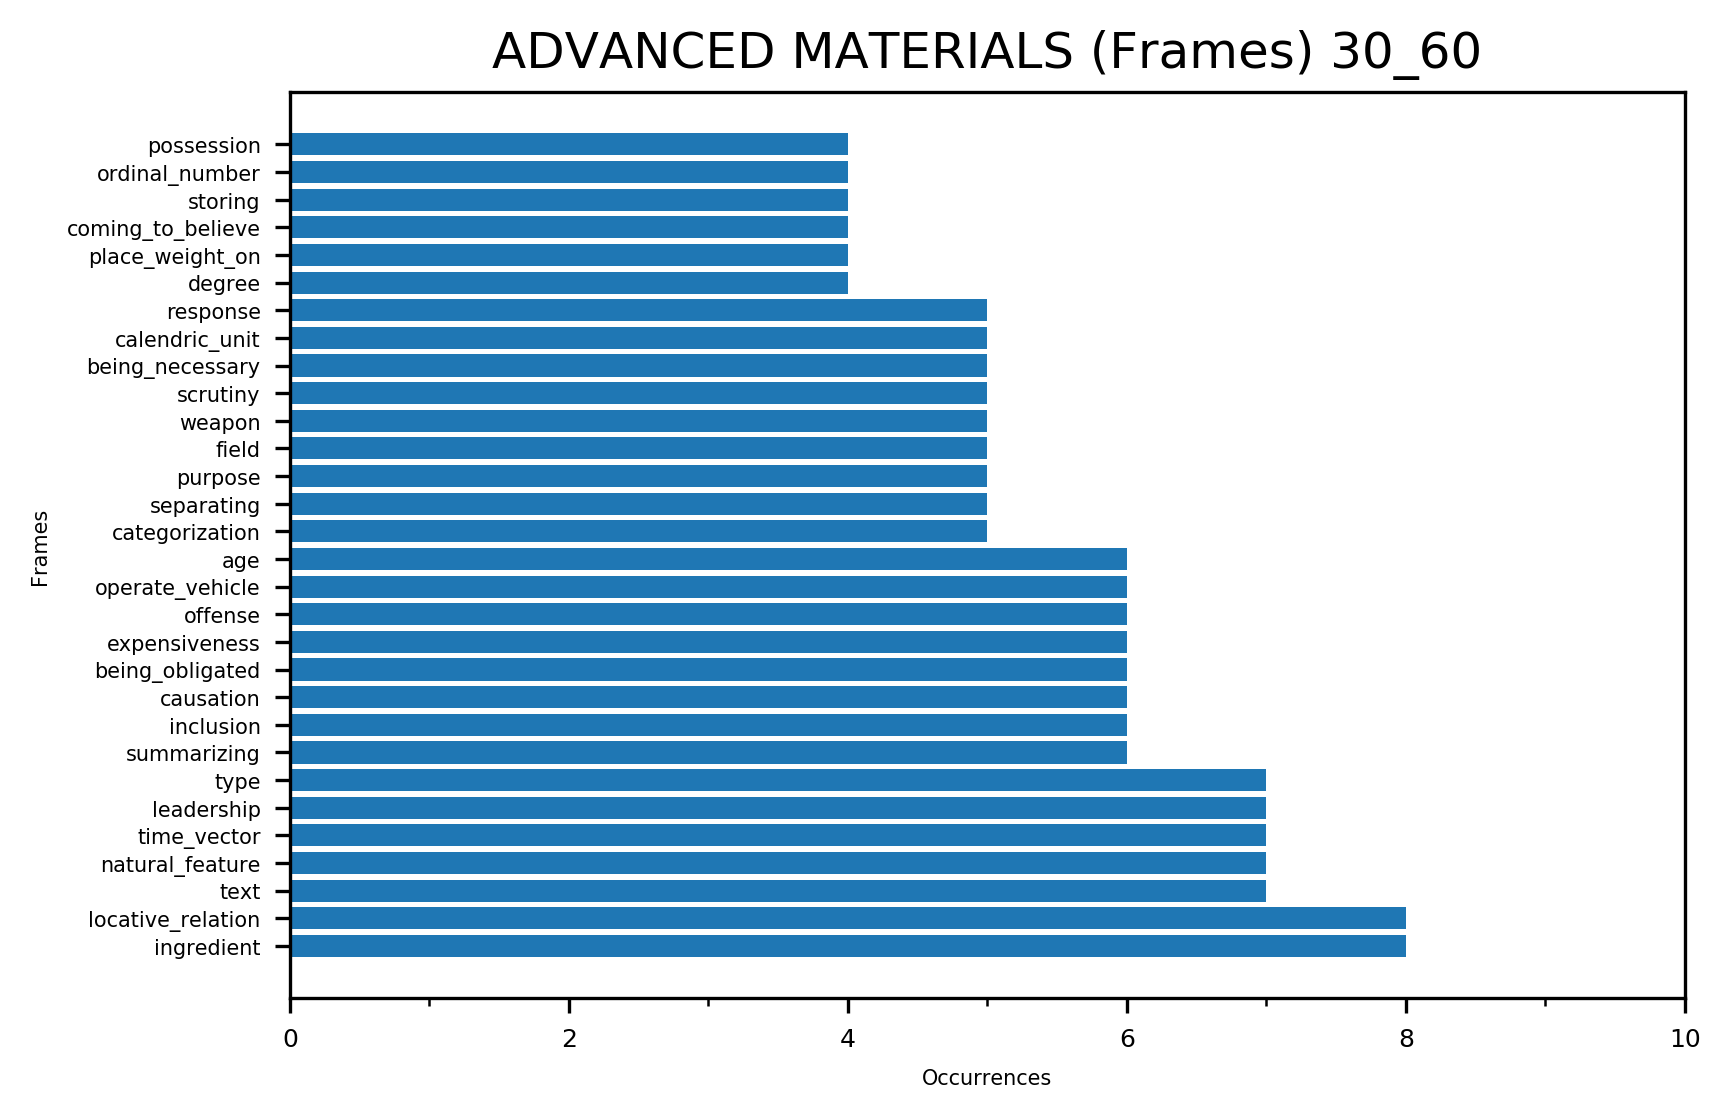 ADVANCED MATERIALS (Frames) 30_60
possession
ordinal_number
storing
coming_to_believe
place_weight_on
degree
response
calendric_unit
being_necessary
scrutiny
weapon
field
purpose
separating
categorization
age
operate_vehicle
offense
expensiveness
being_obligated
causation
inclusion
summarizing
type
leadership
time_vector
natural_feature
text
locative_relation
ingredient
Frames
0 2 4 6 8 10
Occurrences